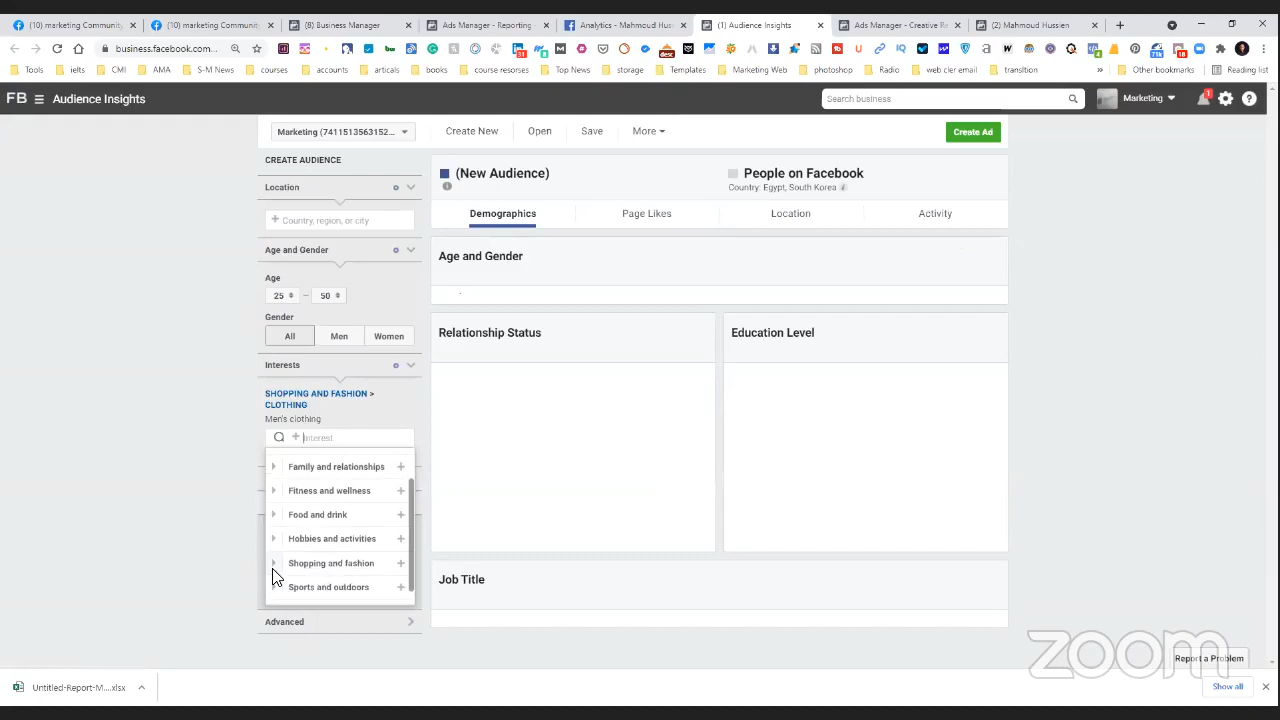 (10) marketing Communit
(10) marketing Communit
(8) Business Manager
Ads Manager - Reporting
Analytics - Mahmoud Huss
(1) Audience Insights
Ads Manager - Creative R
(2) Mahmoud Hussien
business.facebook.com...
Tools
ielts
CMI
AMA
S-M News
courses
accounts
articals
books
course resorses
Top News
storage
Templates
Marketing Web
photoshop
Radio
web cler email
transltion
»
Other bookmarks
Reading list
FB
Audience Insights
Search business
Marketing
1
Marketing (7411513563152...
Create New
Open
Save
More
Create Ad
CREATE AUDIENCE
Location
+ Country, region, or city
Age and Gender
Age
25 – 50
Gender
All
Men
Women
Interests
SHOPPING AND FASHION >
CLOTHING
Men's clothing
+ Interest
Family and relationships +
Fitness and wellness +
Food and drink +
Hobbies and activities +
Shopping and fashion +
Sports and outdoors +
Advanced
(New Audience)
People on Facebook
Country: Egypt, South Korea
Demographics
Page Likes
Location
Activity
Age and Gender
Relationship Status
Education Level
Job Title
zoom
Report a Problem
Untitled-Report-M....xlsx
Show all